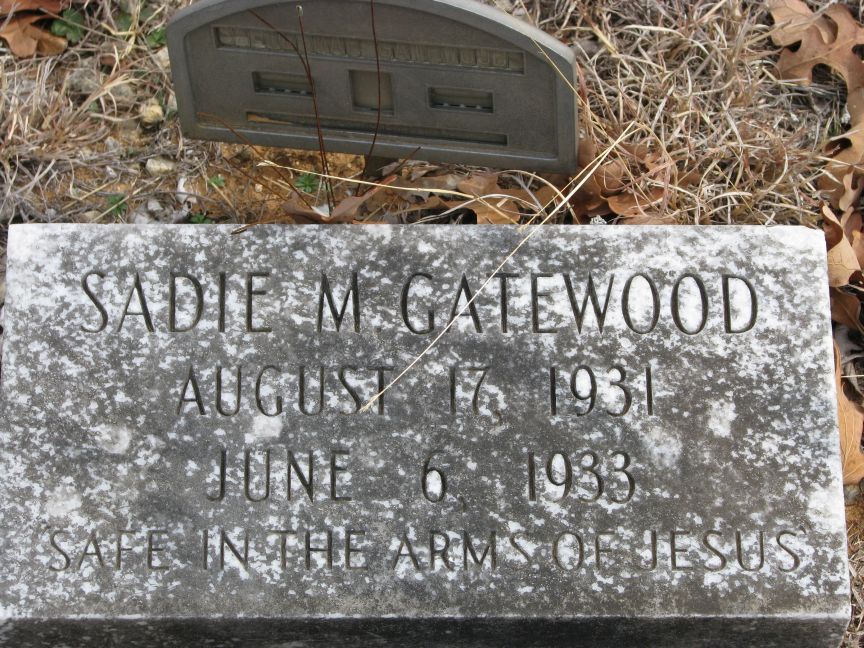 SADIE M. GATEWOOD
AUGUST 17, 1931
JUNE 6, 1933
"SAFE IN THE ARMS OF JESUS"